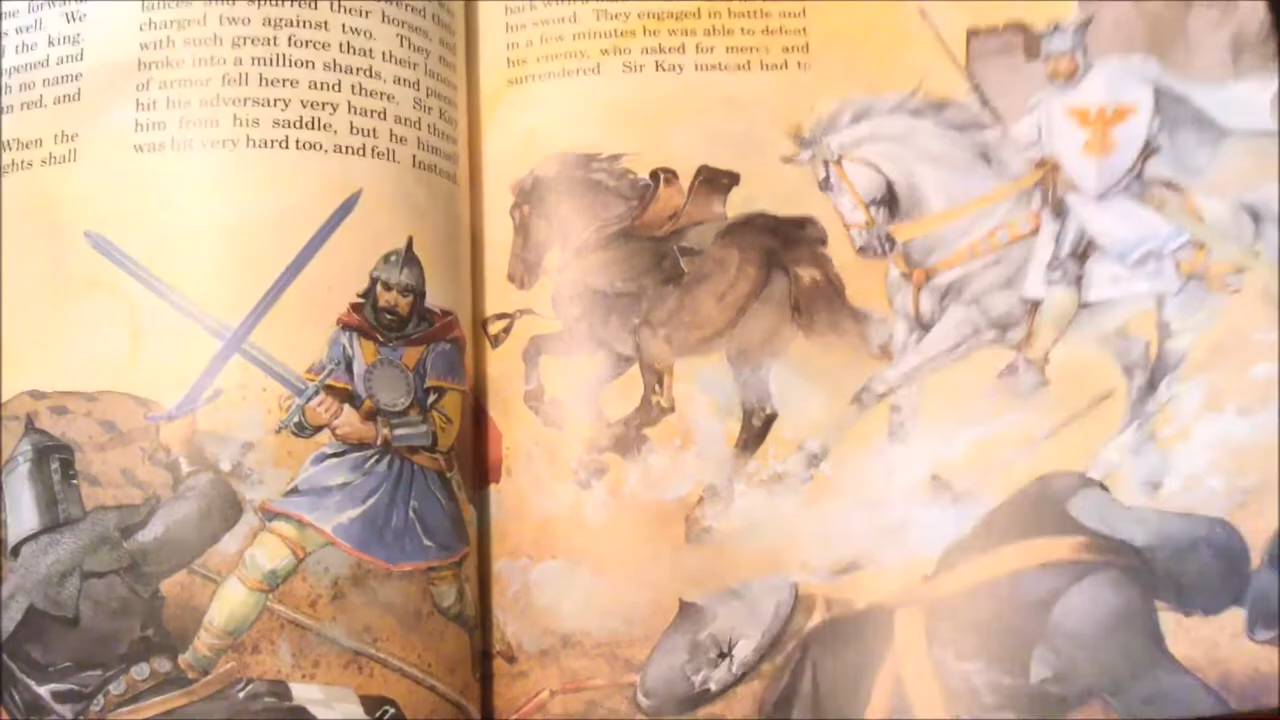 me forward
s well. We
the king.
pened and
h no name
n red, and
When the
ghts shall
lances and spurred their horses, and
charged two against two. They met
with such great force that their lances
broke into a million shards, and pieces
of armor fell here and there. Sir Kay
hit his adversary very hard and threw
him from his saddle, but he himself
was hit very hard too, and fell. Instead,
his sword. They engaged in battle and
in a few minutes he was able to defeat
his enemy, who asked for mercy and
surrendered. Sir Kay instead had to